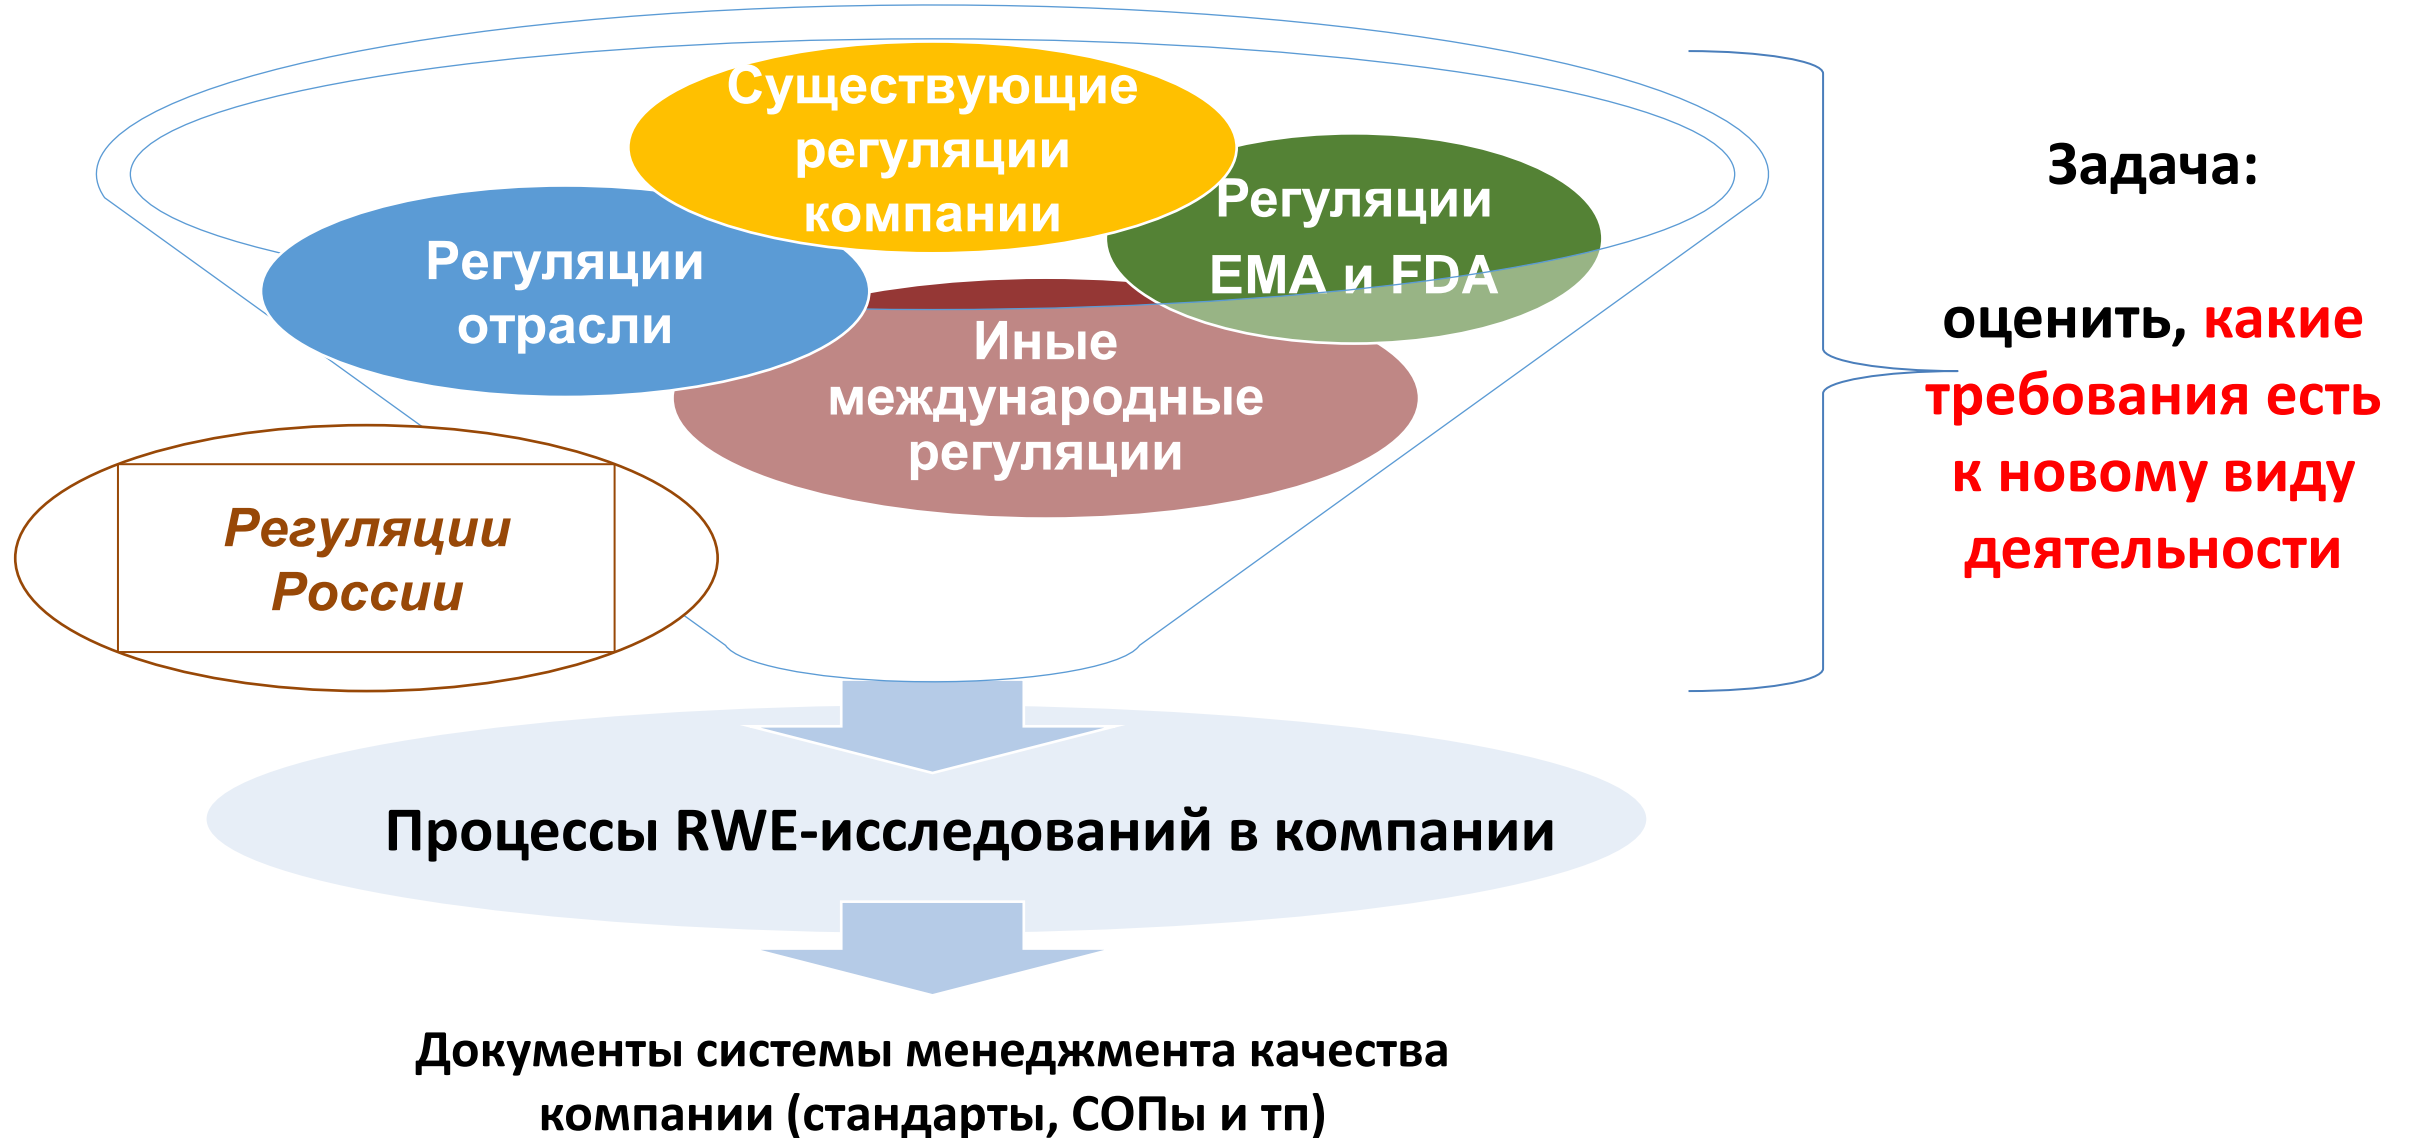 Существующие
регуляции
компании
Регуляции
EMA и FDA
Регуляции
отрасли
Иные
международные
регуляции
Регуляции
России
Задача:
оценить, какие
требования есть
к новому виду
деятельности
Процессы RWE-исследований в компании
Документы системы менеджмента качества
компании (стандарты, СОПы и тп)